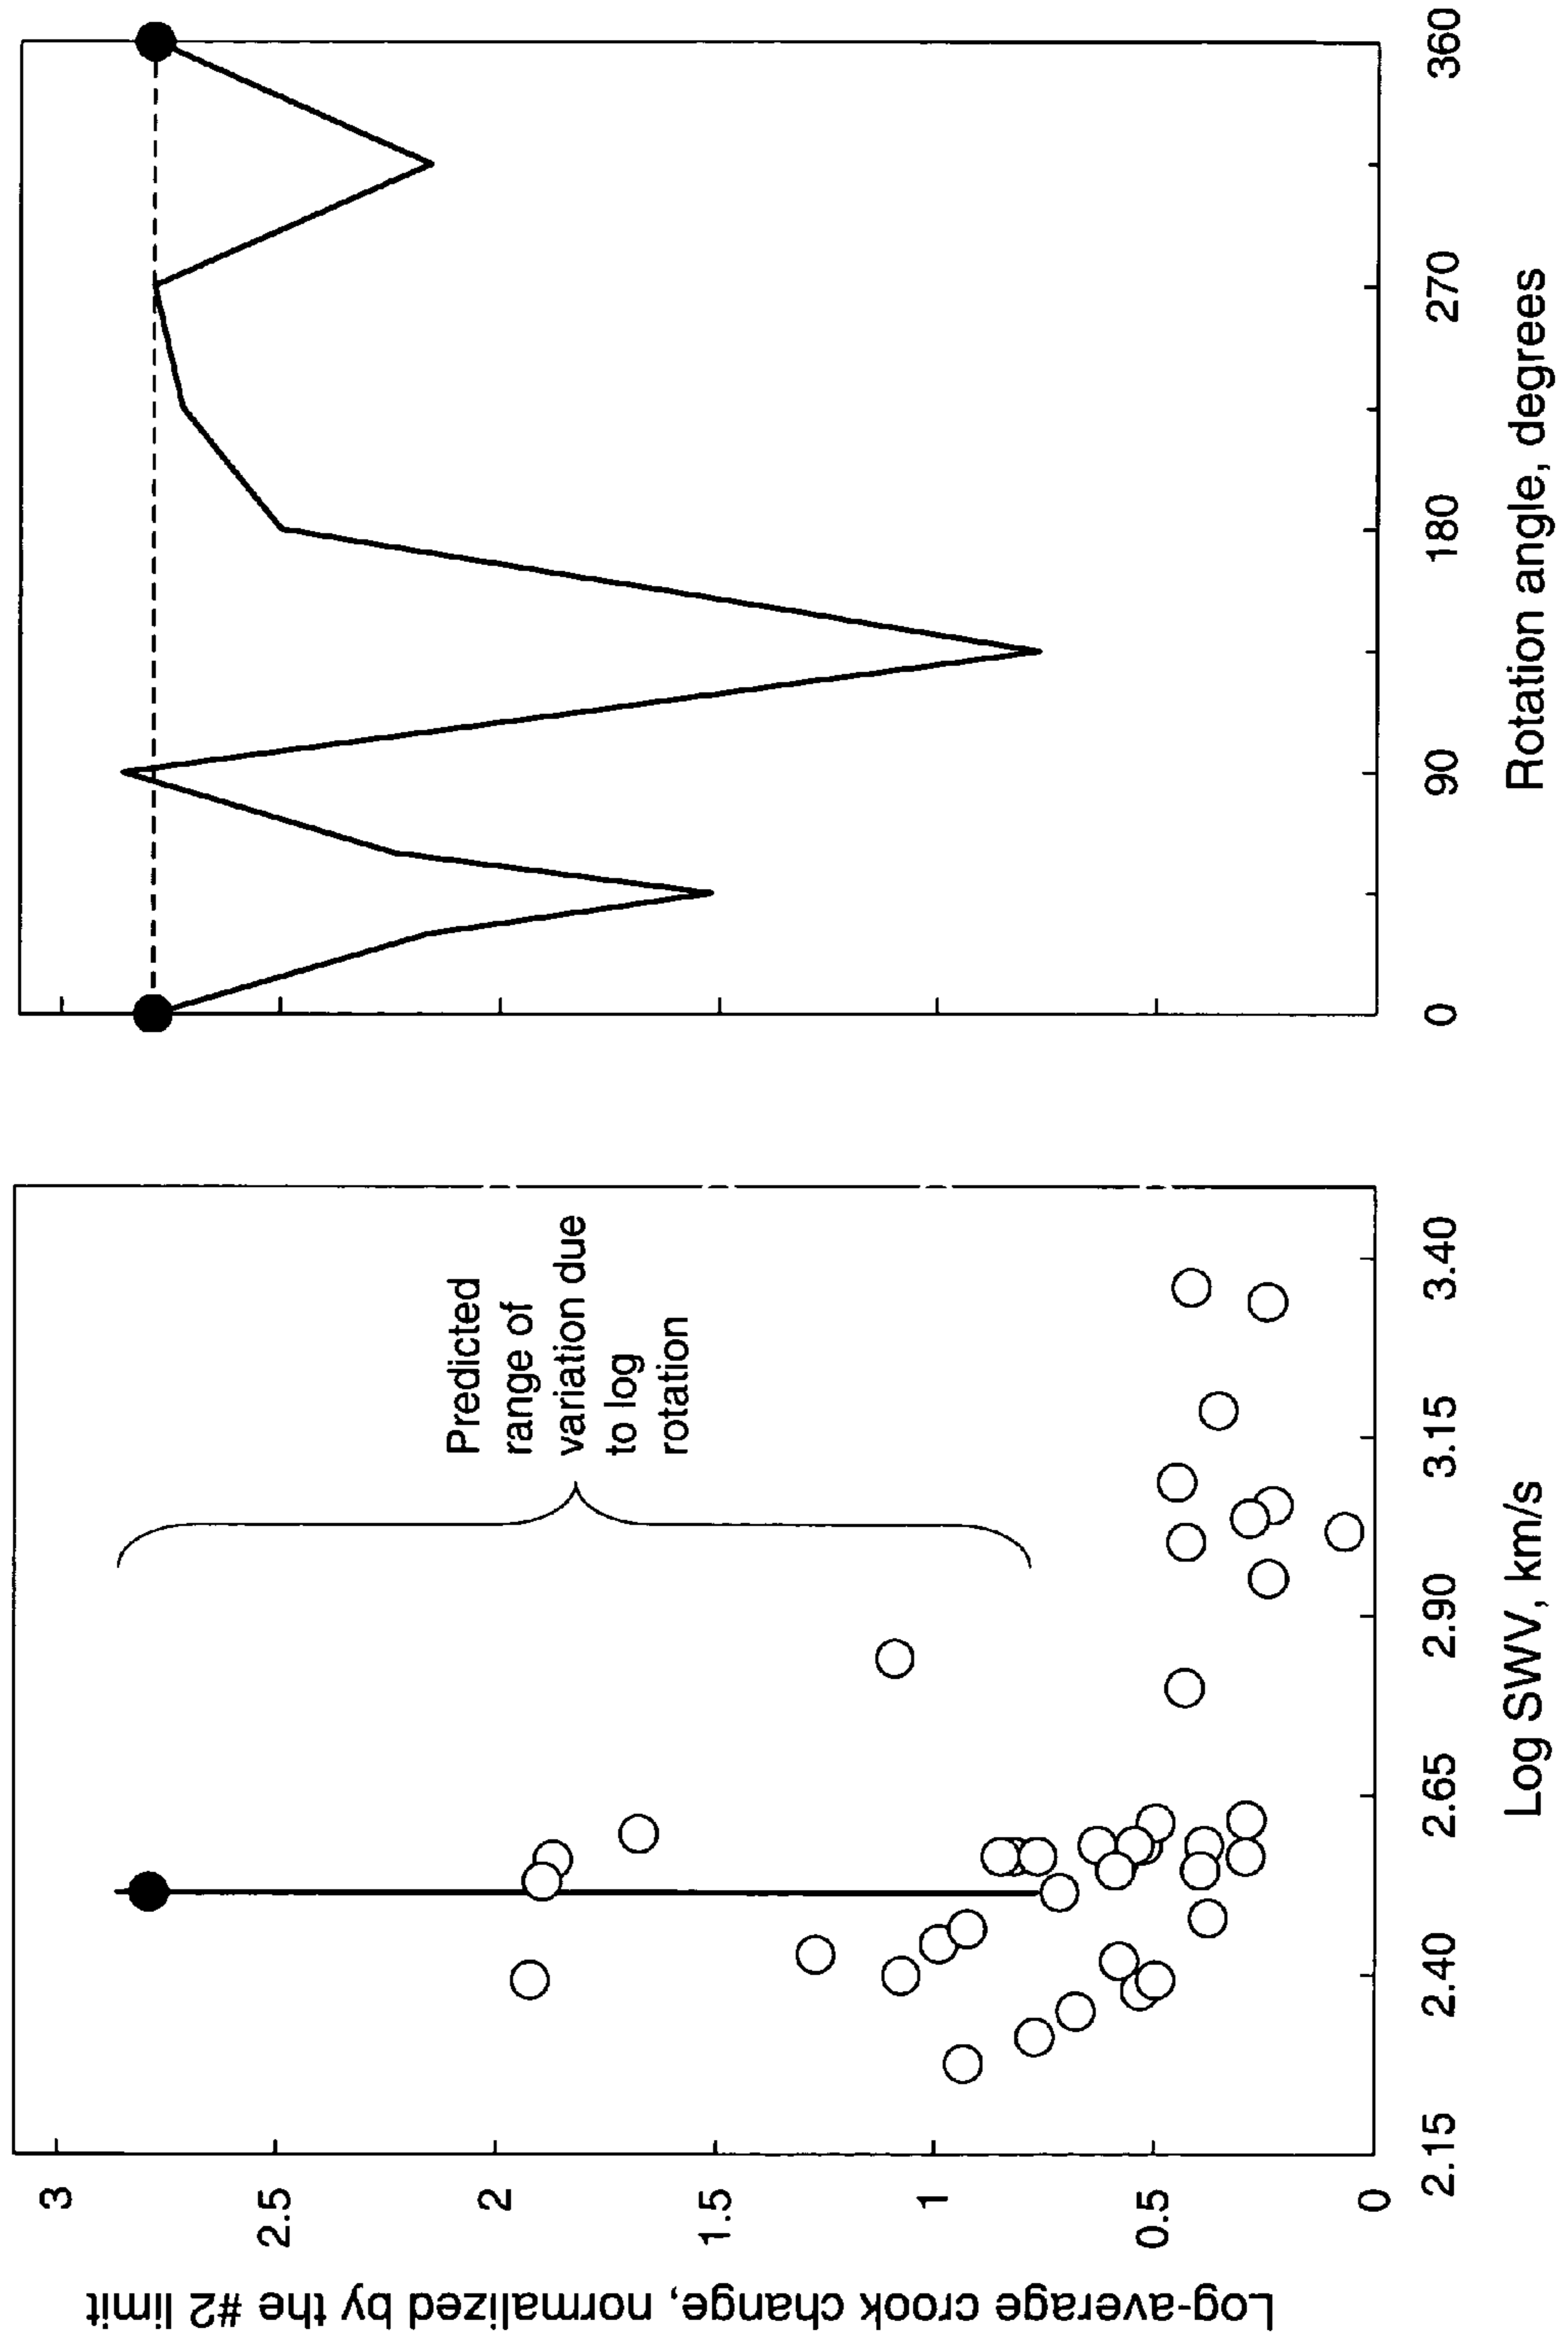 Log-average crook change, normalized by the #2 limit
3
2.5
2
1.5
1
0.5
0
2.15
2.40
2.65
2.90
3.15
3.40
Log SWV, km/s
Predicted
range of
variation due
to log
rotation
0
90
180
270
360
Rotation angle, degrees